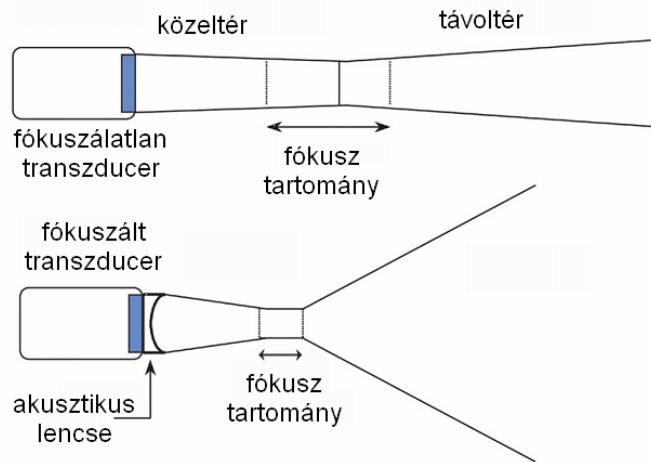 közeltér
távoltér
fókuszálatlan
transzducer
fókusz
tartomány
fókuszált
transzducer
fókusz
tartomány
akusztikus
lencse